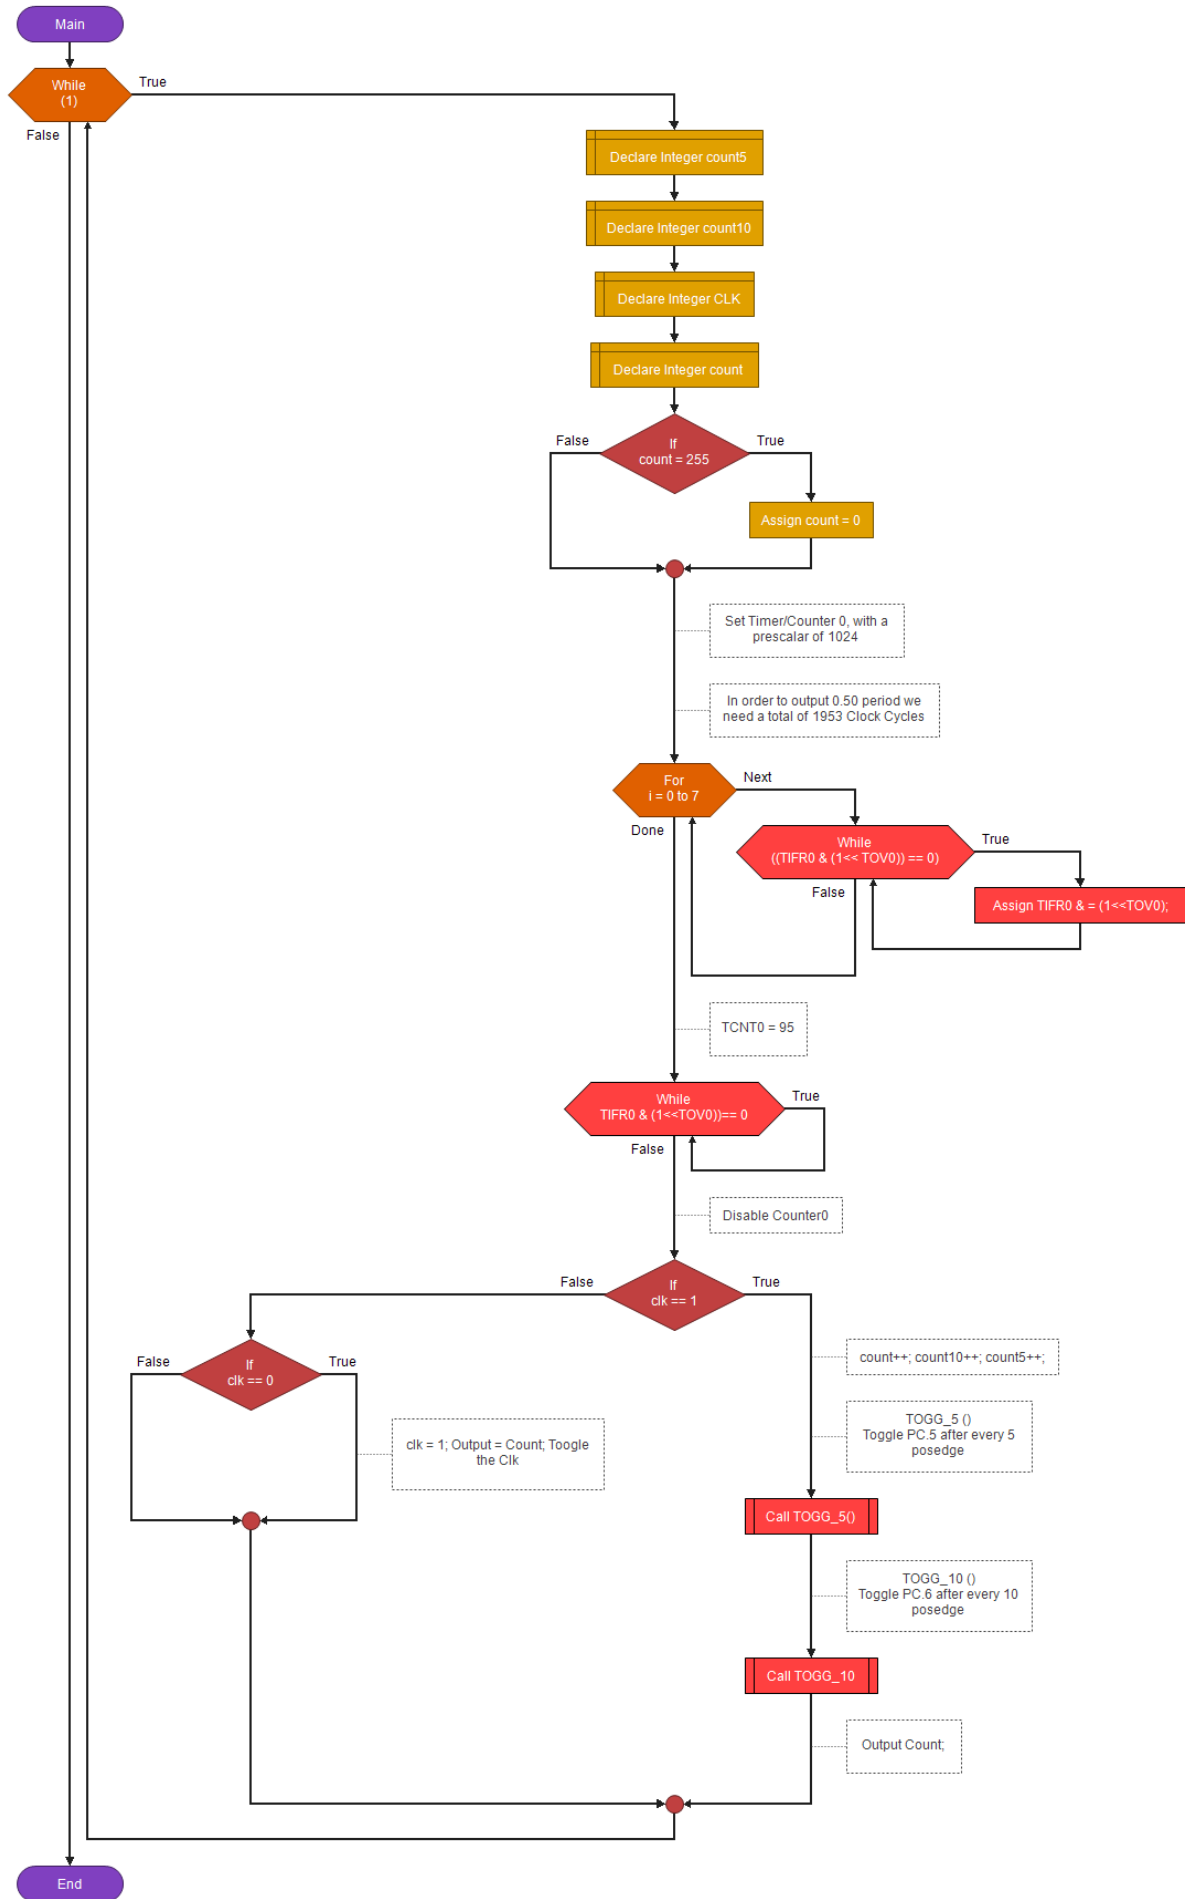 Main
While
(1)
True
False
Declare Integer count5
Declare Integer count10
Declare Integer CLK
Declare Integer count
False
If
count = 255
True
Assign count = 0
Set Timer/Counter 0, with a
prescalar of 1024
In order to output 0.50 period we
need a total of 1953 Clock Cycles
For
i = 0 to 7
Next
Done
While
((TIFR0 & (1<< TOV0)) == 0)
True
False
Assign TIFR0 & = (1<<TOV0);
TCNT0 = 95
While
TIFR0 & (1<<TOV0))== 0
True
False
Disable Counter0
False
If
clk == 1
True
False
If
clk == 0
True
count++; count10++; count5++;
clk = 1; Output = Count; Toogle
the Clk
TOGG_5 ()
Toggle PC.5 after every 5
posedge
Call TOGG_5()
TOGG_10 ()
Toggle PC.6 after every 10
posedge
Call TOGG_10
Output Count;
End